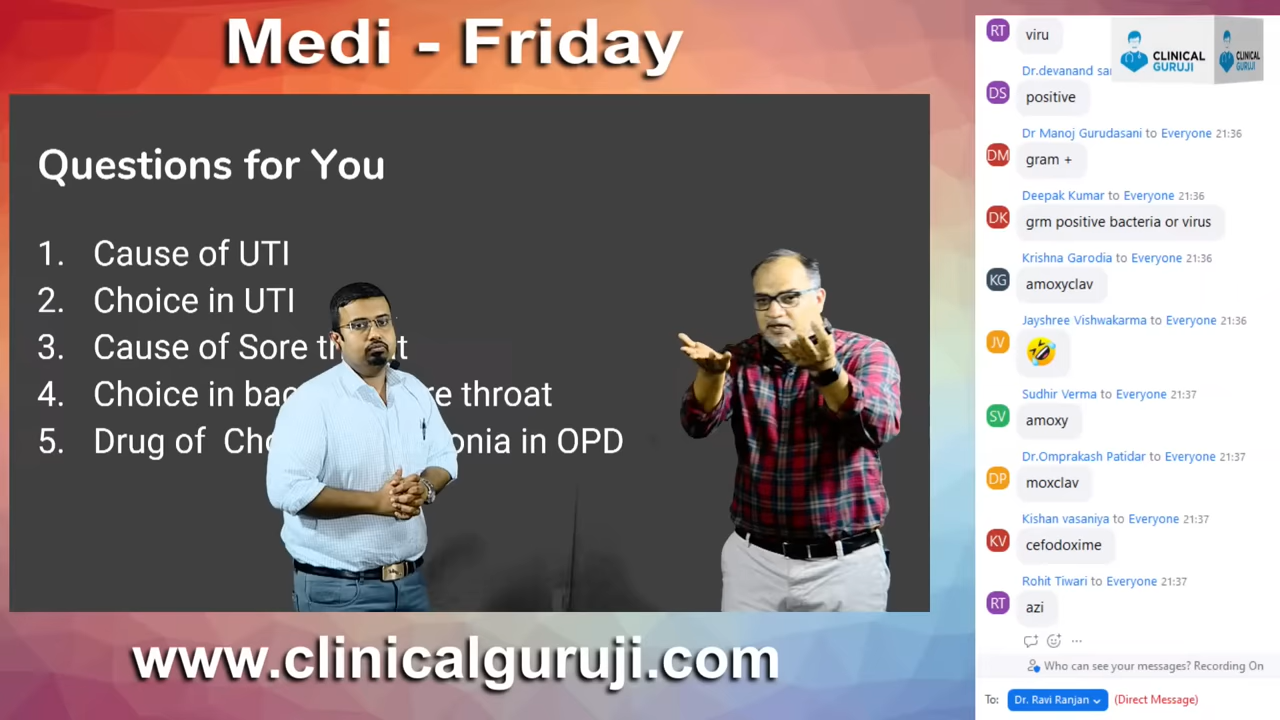 Medi - Friday
Questions for You
1. Cause of UTI
2. Choice in UTI
3. Cause of Sore
4. Choice in throat
5. Drug of in OPD
www.clinicalguruji.com
CLINICAL
GURUJI
CLINICAL
GURUJI
RT
viru
Dr.devanand
DS
positive
Dr Manoj Gurudasani to Everyone 21:36
DM
gram +
Deepak Kumar to Everyone 21:36
DK
grm positive bacteria or virus
Krishna Garodia to Everyone 21:36
KG
amoxyclav
Jayshree Vishwakarma to Everyone 21:36
JV
Sudhir Verma to Everyone 21:37
SV
amoxy
Dr.Omprakash Patidar to Everyone 21:37
DP
moxclav
Kishan vasaniya to Everyone 21:37
KV
cefodoxime
Rohit Tiwari to Everyone 21:37
RT
azi
Who can see your messages? Recording On
To: Dr. Ravi Ranjan (Direct Message)